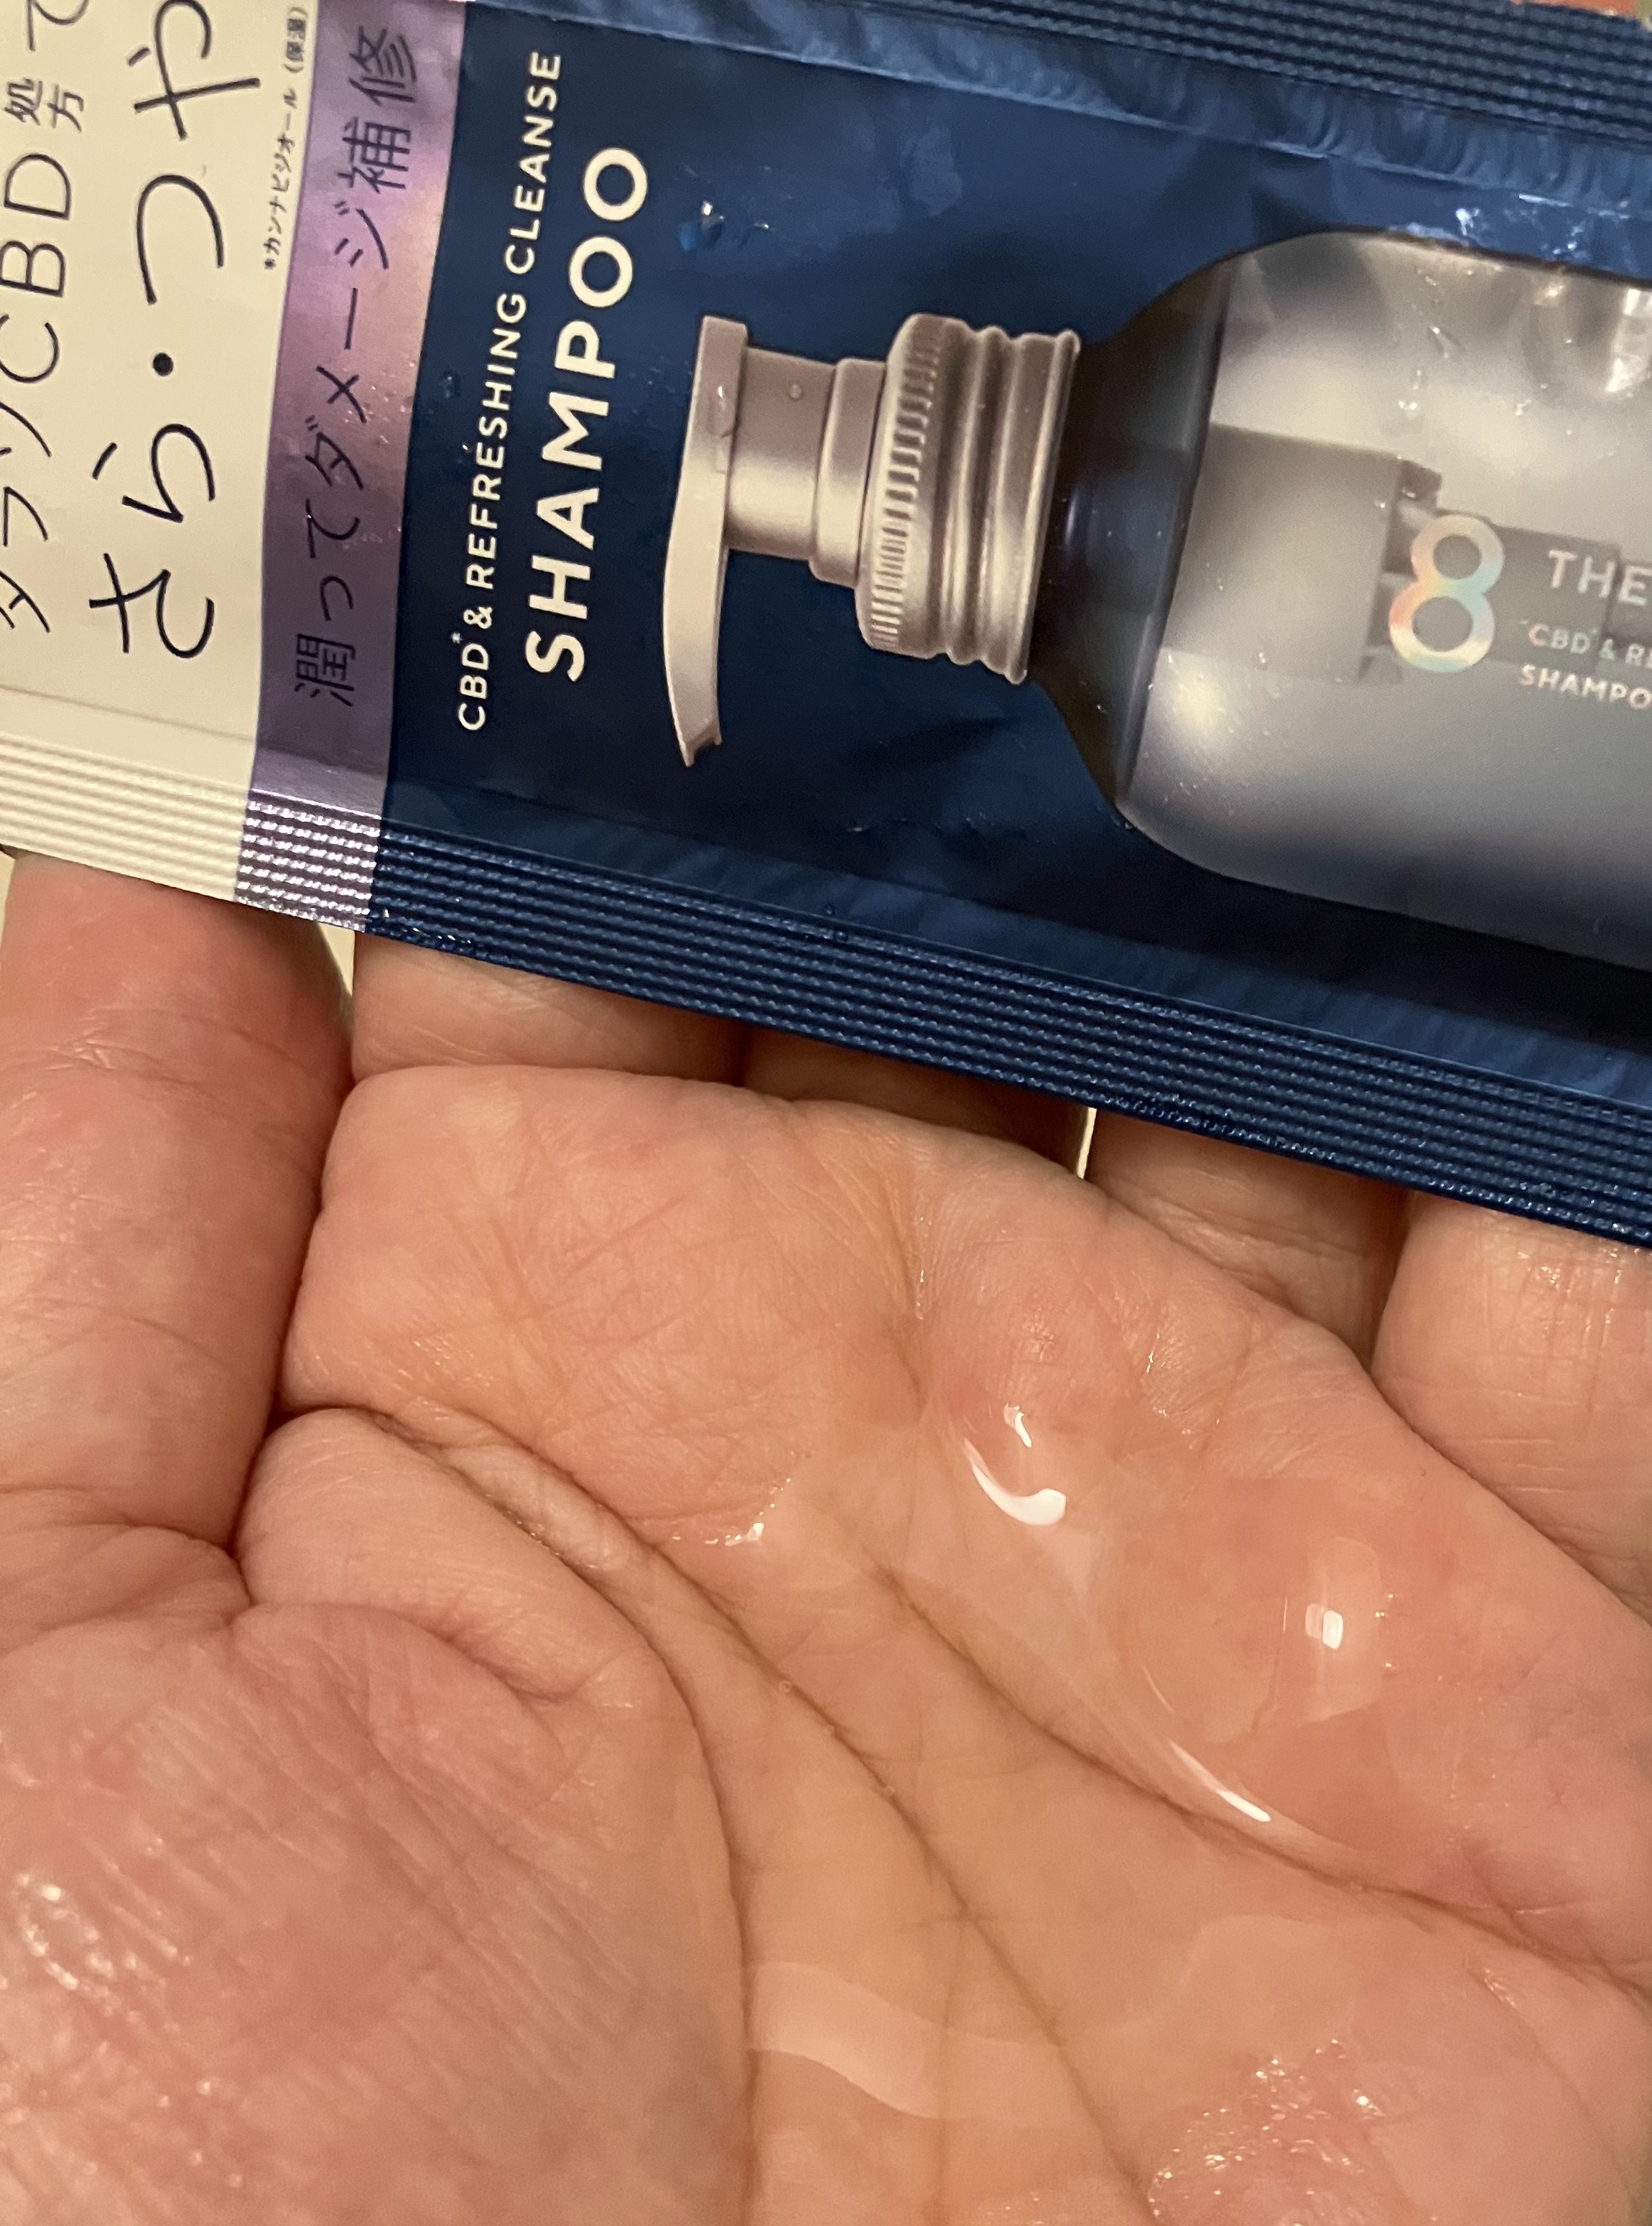 CBD処方で
さら・つや
*カンナビジオール（保湿）
潤ってダメージ補修
CBD* & REFRESHING CLEANSE
SHAMPOO
8 THE
CBD* & RE
SHAMPO